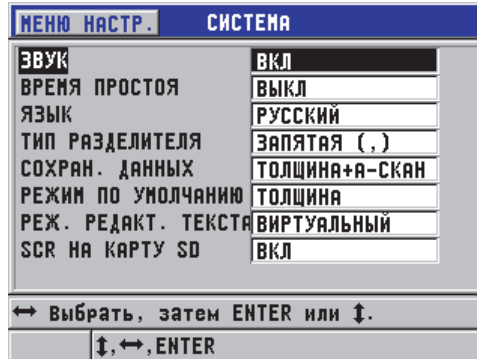 МЕНЮ НАСТР. СИСТЕМА
ЗВУК ВКЛ
ВРЕМЯ ПРОСТОЯ ВЫКЛ
ЯЗЫК РУССКИЙ
ТИП РАЗДЕЛИТЕЛЯ ЗАПЯТАЯ (,)
СОХРАН. ДАННЫХ ТОЛЩИНА+А-СКАН
РЕЖИМ ПО УМОЛЧАНИЮ ТОЛЩИНА
РЕЖ. РЕДАКТ. ТЕКСТА ВИРТУАЛЬНЫЙ
SCR НА КАРТУ SD ВКЛ
↔ Выбрать, затем ENTER или ↕.
↕,↔,ENTER